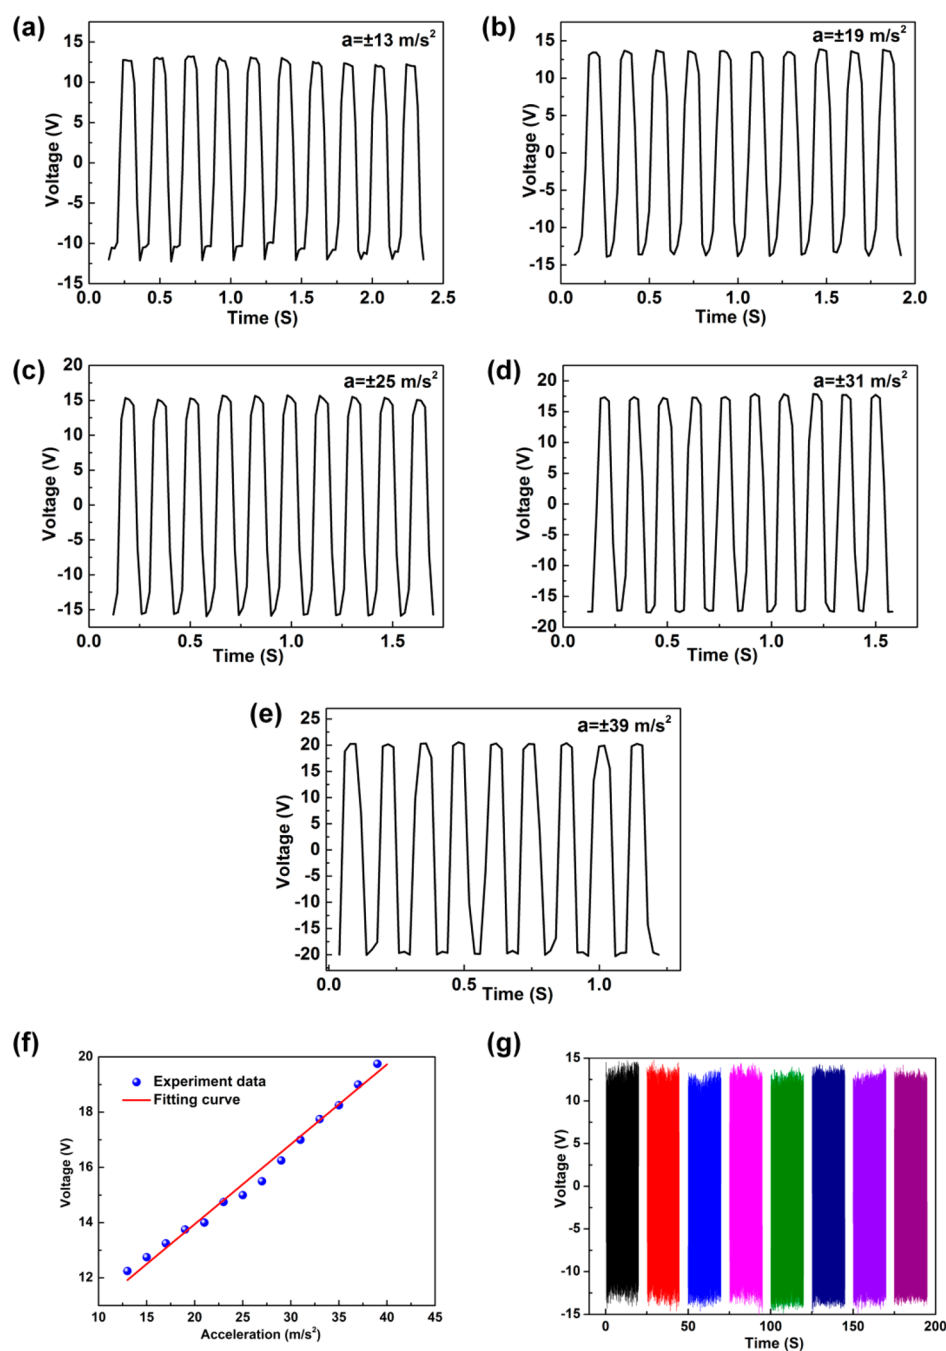 (a)
a=±13 m/s²
15
10
5
0
-5
-10
-15
Voltage (V)
0.0 0.5 1.0 1.5 2.0 2.5
Time (S)
(b)
a=±19 m/s²
15
10
5
0
-5
-10
-15
Voltage (V)
0.0 0.5 1.0 1.5 2.0
Time (S)
(c)
a=±25 m/s²
20
15
10
5
0
-5
-10
-15
Voltage (V)
0.0 0.5 1.0 1.5
Time (S)
(d)
a=±31 m/s²
20
15
10
5
0
-5
-10
-15
-20
Voltage (V)
0.0 0.5 1.0 1.5
Time (S)
(e)
a=±39 m/s²
25
20
15
10
5
0
-5
-10
-15
-20
Voltage (V)
0.0 0.5 1.0
Time (S)
(f)
20
18
16
14
12
Voltage (V)
Experiment data
Fitting curve
10 15 20 25 30 35 40 45
Acceleration (m/s²)
(g)
15
10
5
0
-5
-10
-15
Voltage (V)
0 50 100 150 200
Time (S)